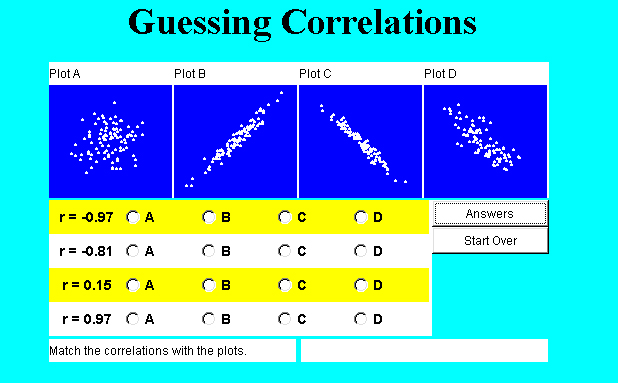 Guessing Correlations
Plot A Plot B Plot C Plot D
r = -0.97 A B C D
Answers
r = -0.81 A B C D
Start Over
r = 0.15 A B C D
r = 0.97 A B C D
Match the correlations with the plots.